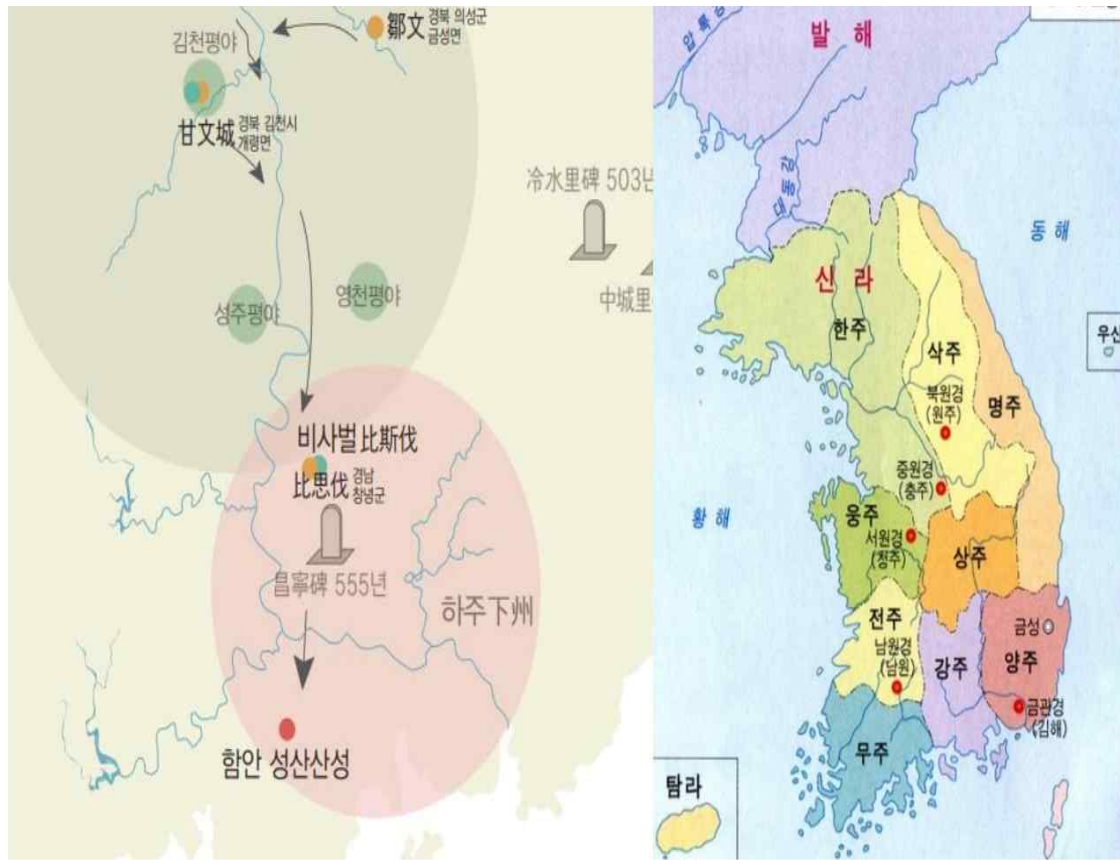 鄒文 경북 의성군
금성면
김천평야
甘文城 경북 김천시
개령면
冷水里碑 503년
中城里
영천평야
성주평야
비사벌 比斯伐
比思伐 경남
창녕군
昌寧碑 555년
하주 下州
함안 성산산성
발 해
압록강
대동강
동 해
신 라
한주
우산
삭주
북원경
(원주)
명주
중원경
(충주)
황 해
웅주
서원경
(청주)
상주
전주
금성
남원경
(남원)
강주
양주
금관경
(김해)
무주
탐라